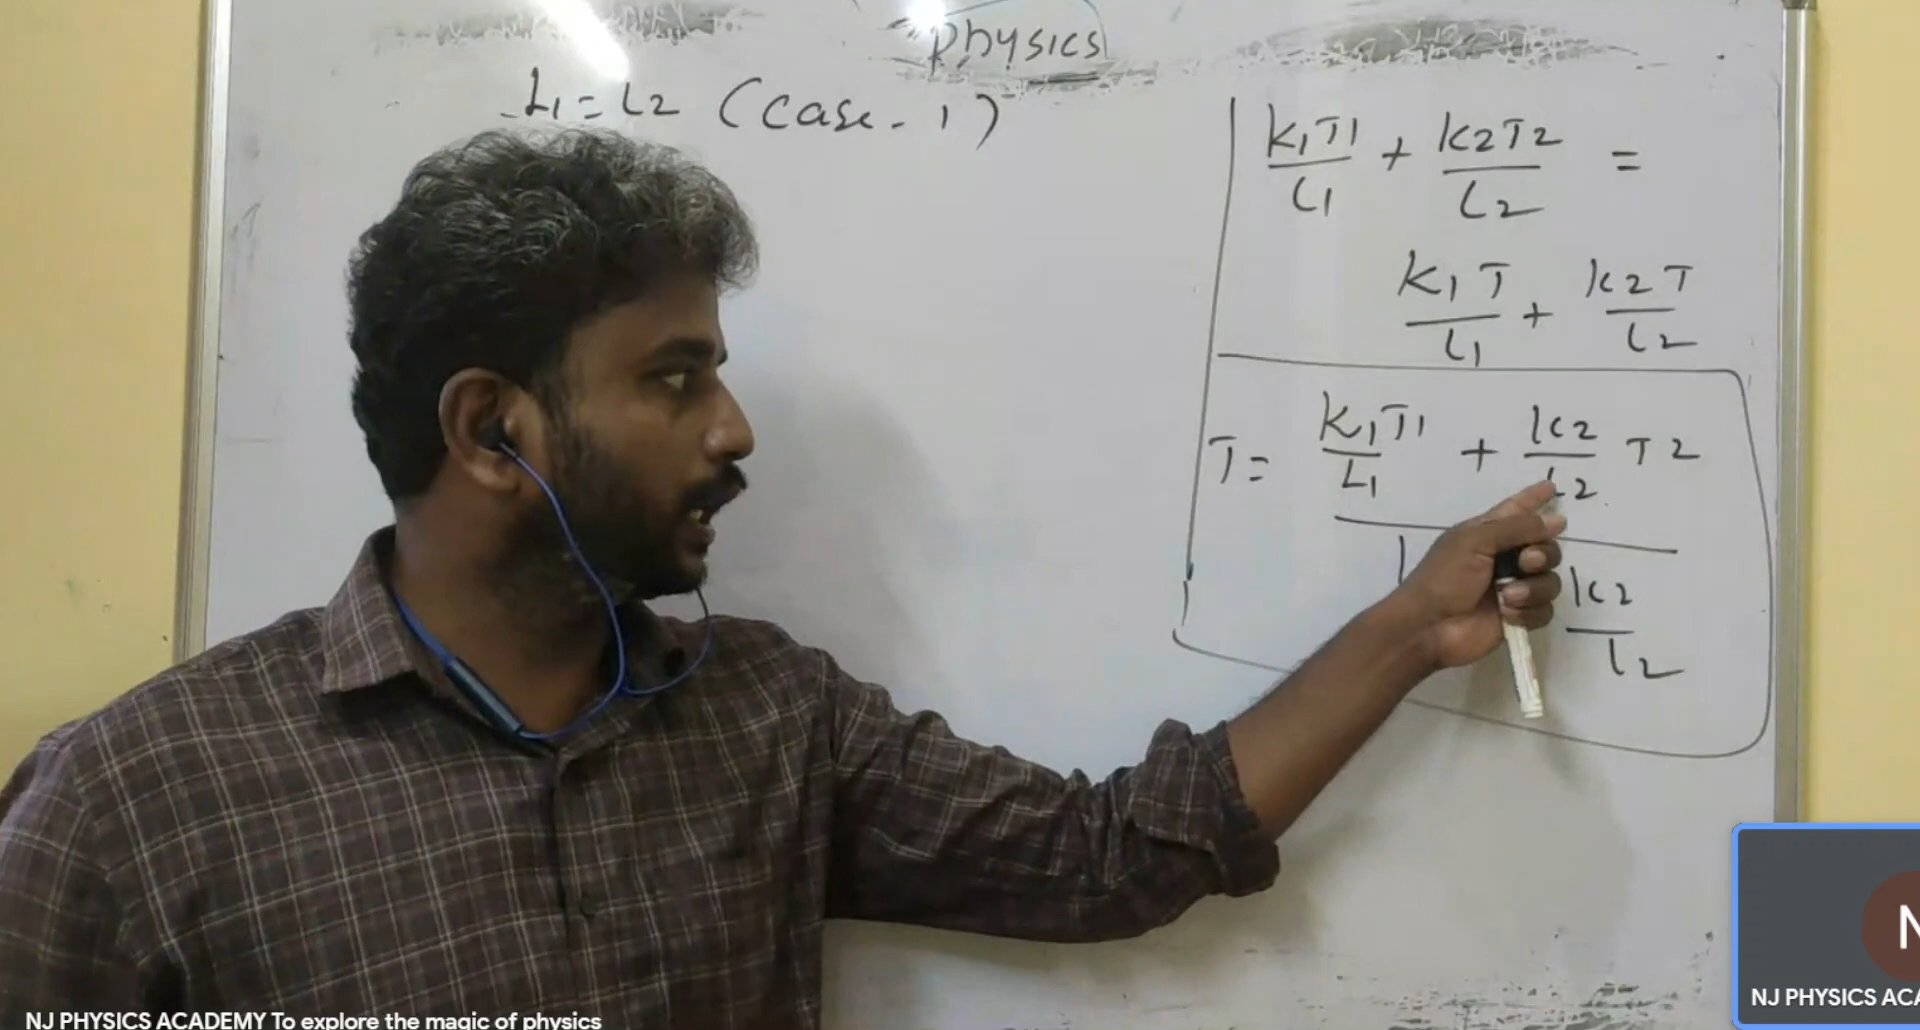 Physics
L1 = L2 (Case - 1)
K1T1/L1 + K2T2/L2 =
K1T/L1 + K2T/L2
T = K1T1/L1 + K2/L2 T2
K2/L2
NJ PHYSICS ACADEMY To explore the magic of physics
N
NJ PHYSICS ACA